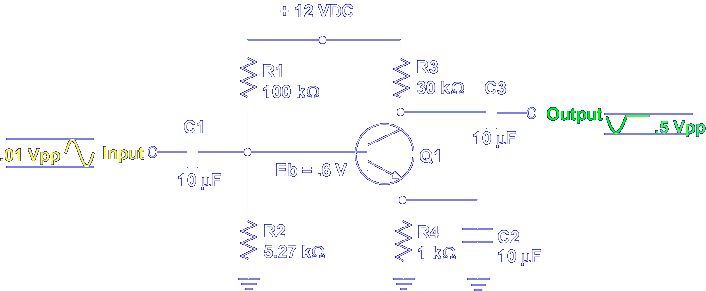 + 12 VDC
R1
100 kΩ
R3
30 kΩ
C3
10 µF
Output
.5 Vpp
C1
10 µF
.01 Vpp
Input
Eb = .6 V
Q1
R2
5.27 kΩ
R4
1 kΩ
C2
10 µF